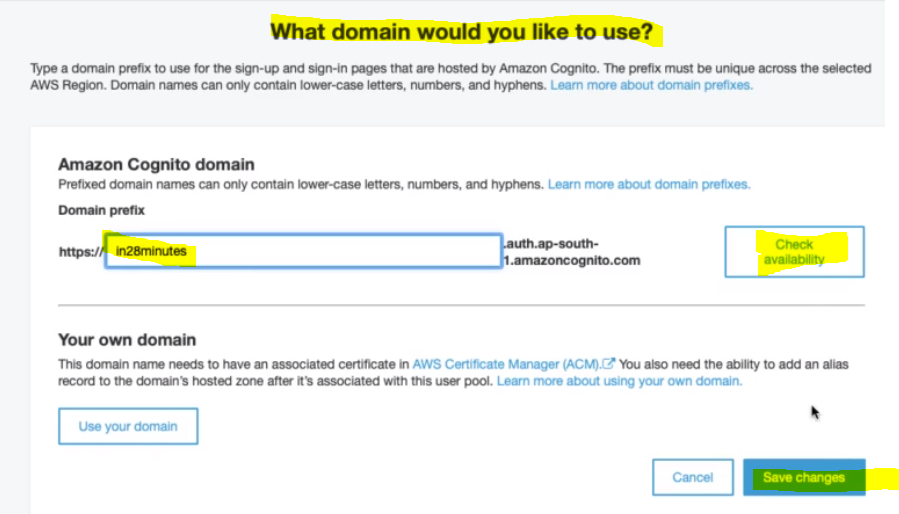 What domain would you like to use?
Type a domain prefix to use for the sign-up and sign-in pages that are hosted by Amazon Cognito. The prefix must be unique across the selected
AWS Region. Domain names can only contain lower-case letters, numbers, and hyphens. Learn more about domain prefixes.
Amazon Cognito domain
Prefixed domain names can only contain lower-case letters, numbers, and hyphens. Learn more about domain prefixes.
Domain prefix
https:// in28minutes .auth.ap-south-
1.amazoncognito.com
Check
availability
Your own domain
This domain name needs to have an associated certificate in AWS Certificate Manager (ACM). You also need the ability to add an alias
record to the domain's hosted zone after it's associated with this user pool. Learn more about using your own domain.
Use your domain
Cancel Save changes